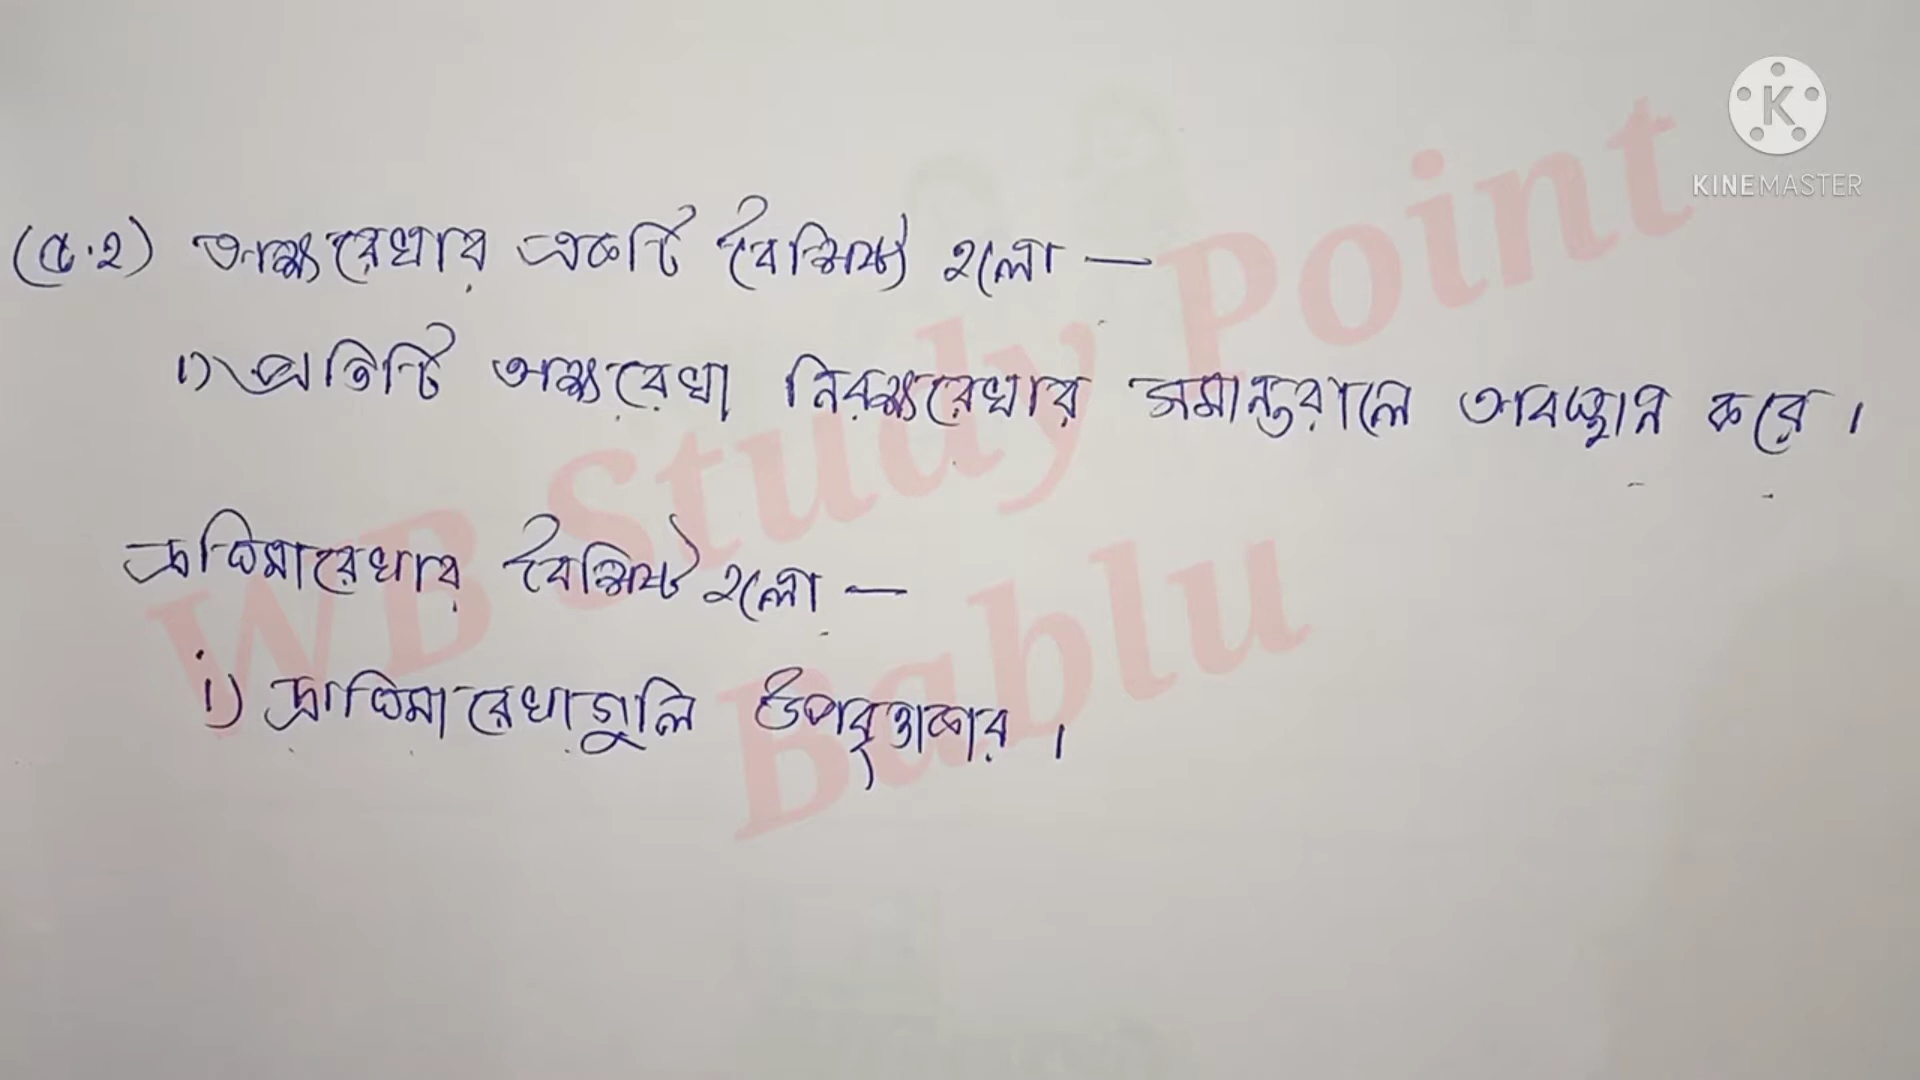 KINEMASTER
(৫.২) অক্ষরেখার একটি বৈশিষ্ট্য হলো —
i) প্রতিটি অক্ষরেখা নিরক্ষরেখার সমান্তরালে অবস্থান করে।
দ্রাঘিমারেখার বৈশিষ্ট্য হলো —
i) দ্রাঘিমারেখাগুলি উপবৃত্তাকার।
WB Study Point
Bablu